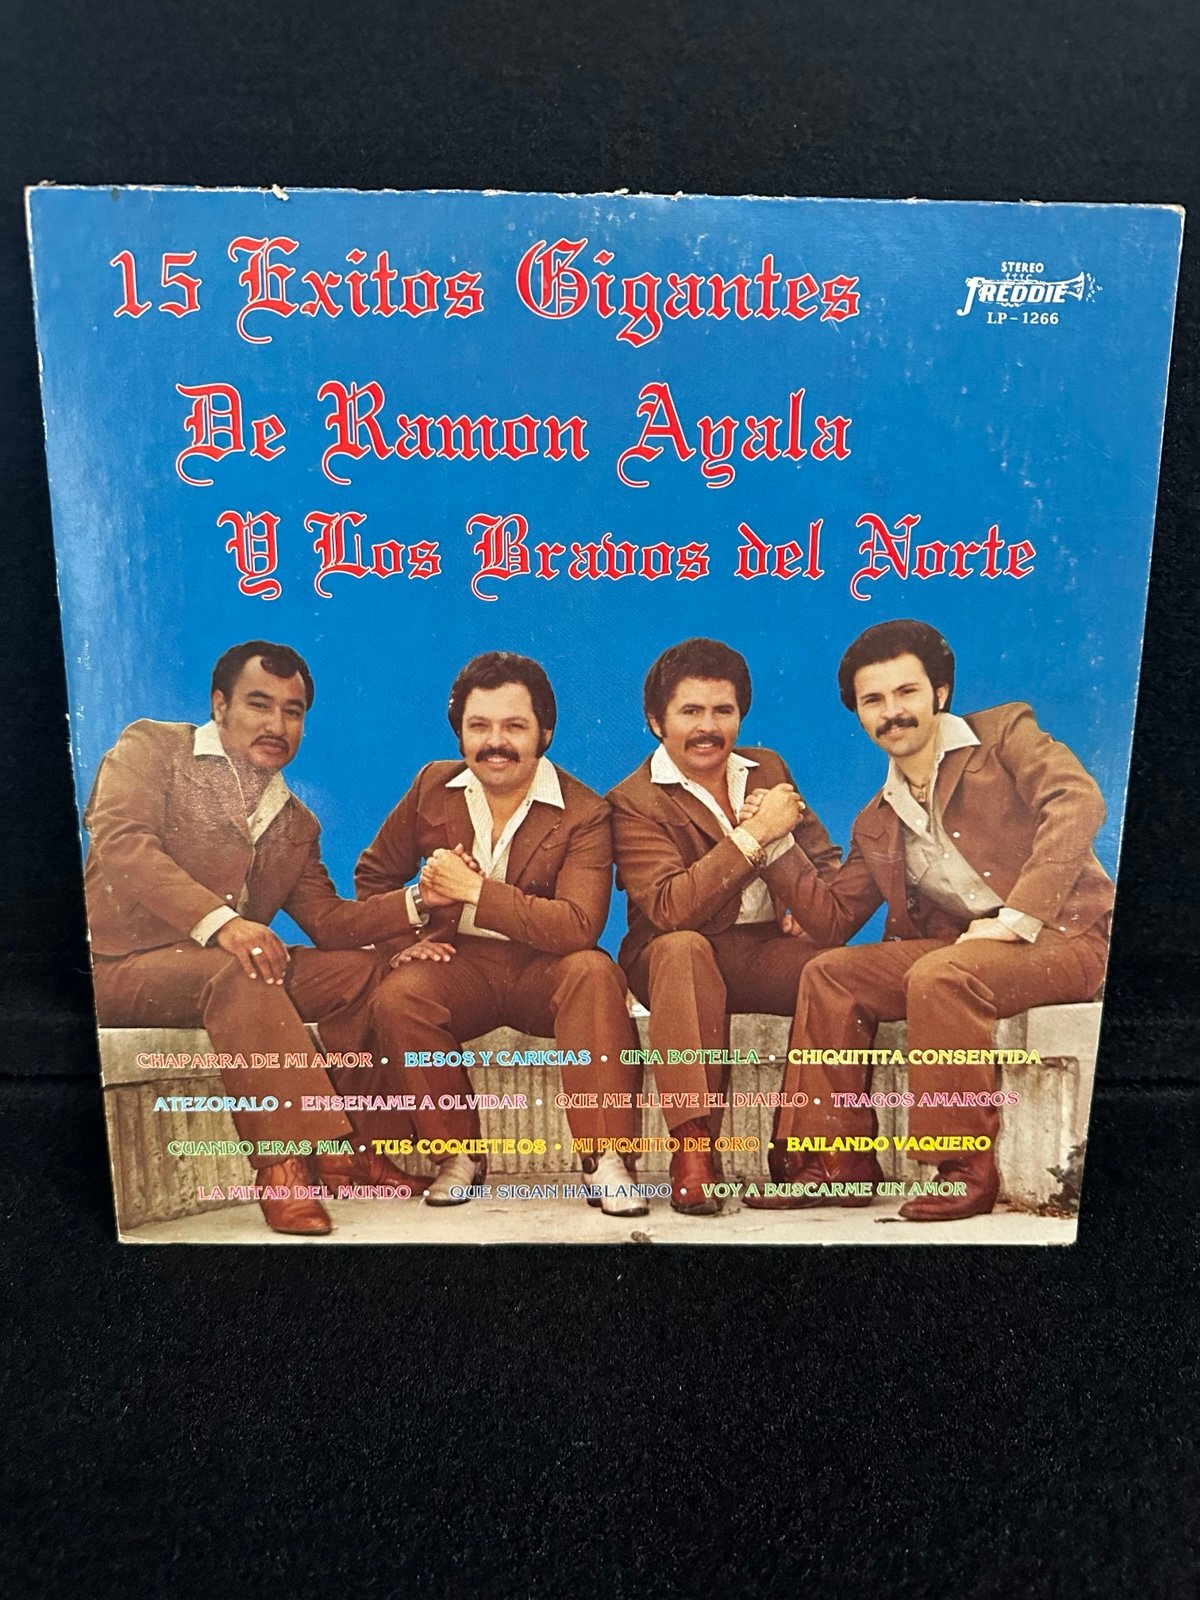 15 Exitos Gigantes
STEREO
FREDDIE
LP-1266
De Ramon Ayala
Y Los Bravos del Norte
CHAPARRA DE MI AMOR • BESOS Y CARICIAS • UNA BOTELLA • CHIQUITITA CONSENTIDA
ATEZORALO • ENSENAME A OLVIDAR • QUE ME LLEVE EL DIABLO • TRAGOS AMARGOS
CUANDO ERAS MIA • TUS COQUETEOS • MI PIQUITO DE ORO • BAILANDO VAQUERO
LA MITAD DEL MUNDO • QUE SIGAN HABLANDO • VOY A BUSCARME UN AMOR